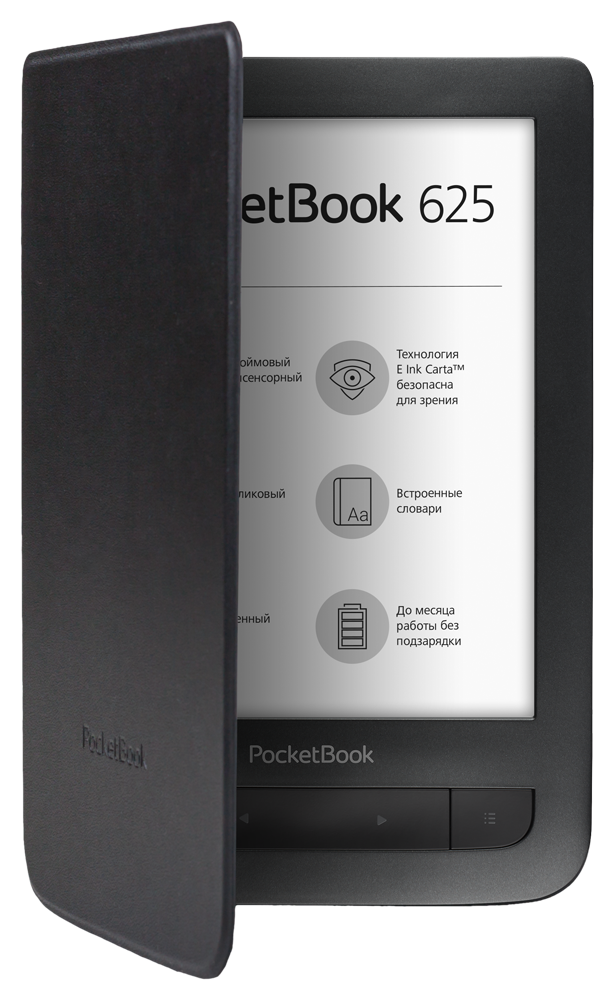 etBook 625
оймовый
нсенсорный
Технология
E Ink Carta™
безопасна
для зрения
ликовый
Aa
Встроенные
словари
енный
До месяца
работы без
подзарядки
PocketBook
PocketBook